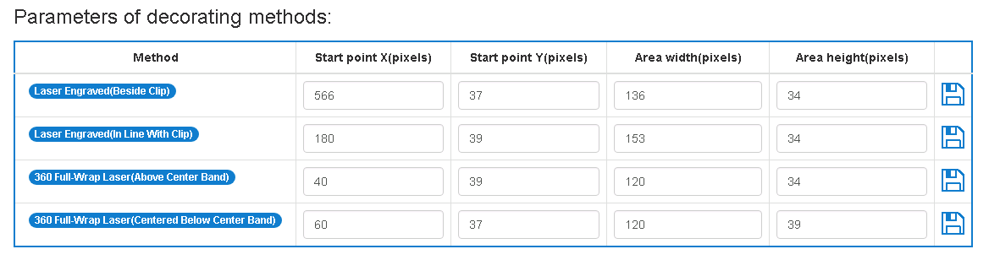 Parameters of decorating methods:
Method Start point X(pixels) Start point Y(pixels) Area width(pixels) Area height(pixels)
Laser Engraved(Beside Clip) 566 37 136 34
Laser Engraved(In Line With Clip) 180 39 153 34
360 Full-Wrap Laser(Above Center Band) 40 39 120 34
360 Full-Wrap Laser(Centered Below Center Band) 60 37 120 39